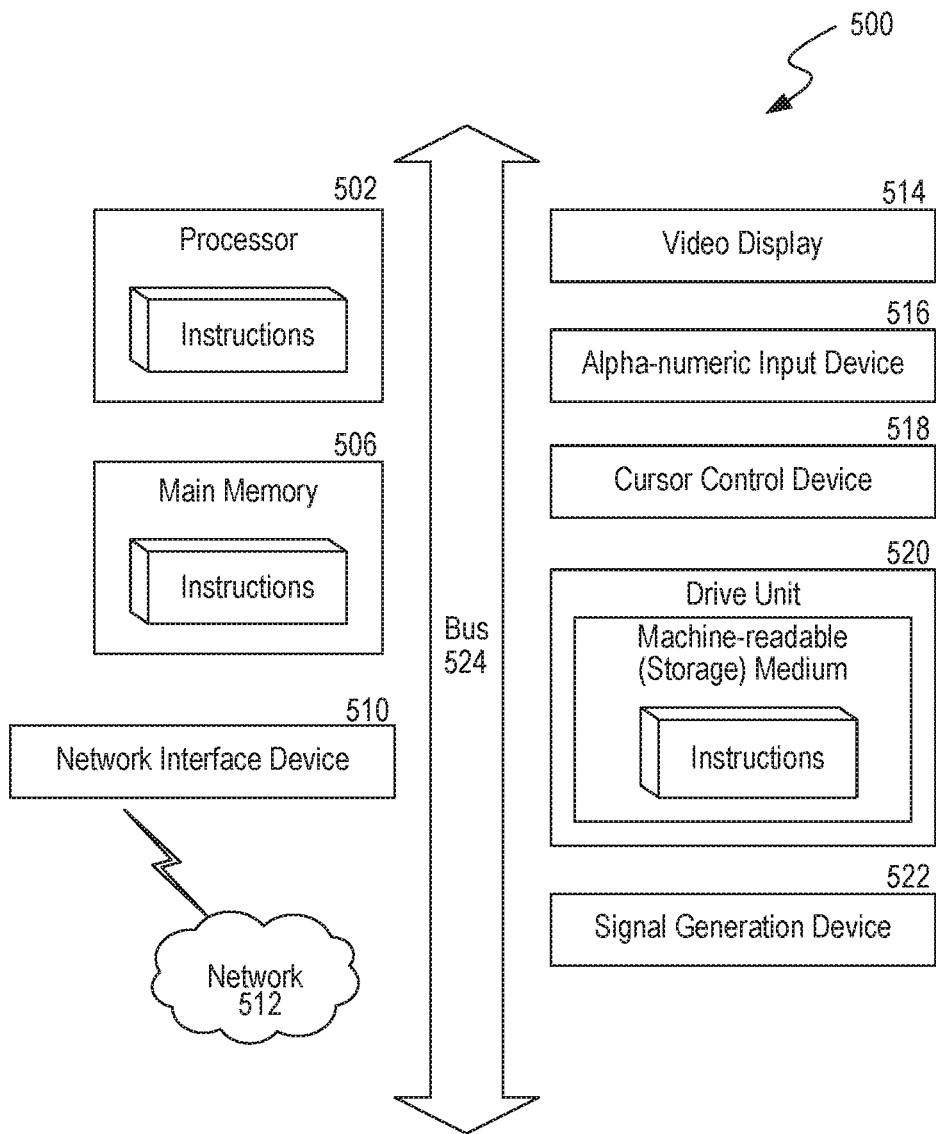 500
502
Processor
Instructions
506
Main Memory
Instructions
510
Network Interface Device
Network
512
Bus
524
514
Video Display
516
Alpha-numeric Input Device
518
Cursor Control Device
520
Drive Unit
Machine-readable
(Storage) Medium
Instructions
522
Signal Generation Device